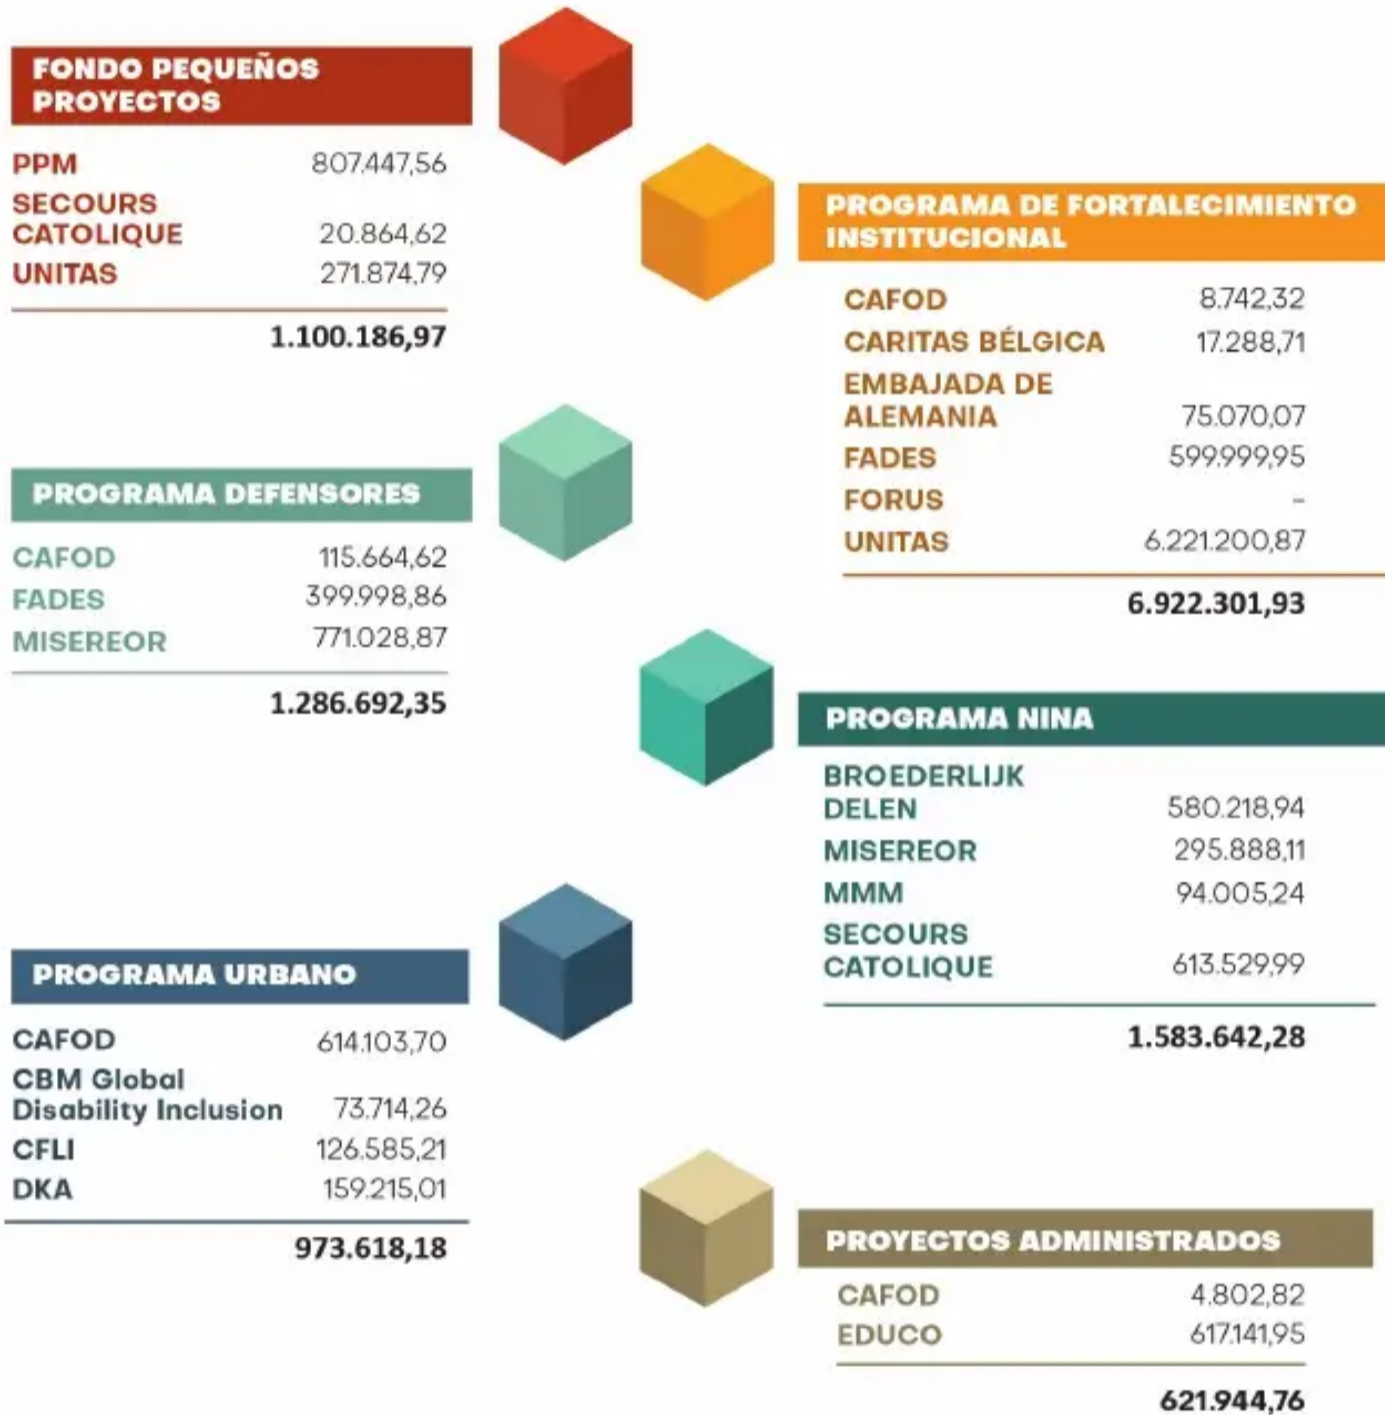 FONDO PEQUEÑOS
PROYECTOS
PPM 807.447,56
SECOURS
CATOLIQUE 20.864,62
UNITAS 271.874,79
1.100.186,97
PROGRAMA DE FORTALECIMIENTO
INSTITUCIONAL
CAFOD 8.742,32
CARITAS BÉLGICA 17.288,71
EMBAJADA DE
ALEMANIA 75.070,07
FADES 599.999,95
FORUS -
UNITAS 6.221.200,87
6.922.301,93
PROGRAMA DEFENSORES
CAFOD 115.664,62
FADES 399.998,86
MISEREOR 771.028,87
1.286.692,35
PROGRAMA NINA
BROEDERLIJK
DELEN 580.218,94
MISEREOR 295.888,11
MMM 94.005,24
SECOURS
CATOLIQUE 613.529,99
1.583.642,28
PROGRAMA URBANO
CAFOD 614.103,70
CBM Global
Disability Inclusion 73.714,26
CFLI 126.585,21
DKA 159.215,01
973.618,18
PROYECTOS ADMINISTRADOS
CAFOD 4.802,82
EDUCO 617.141,95
621.944,76